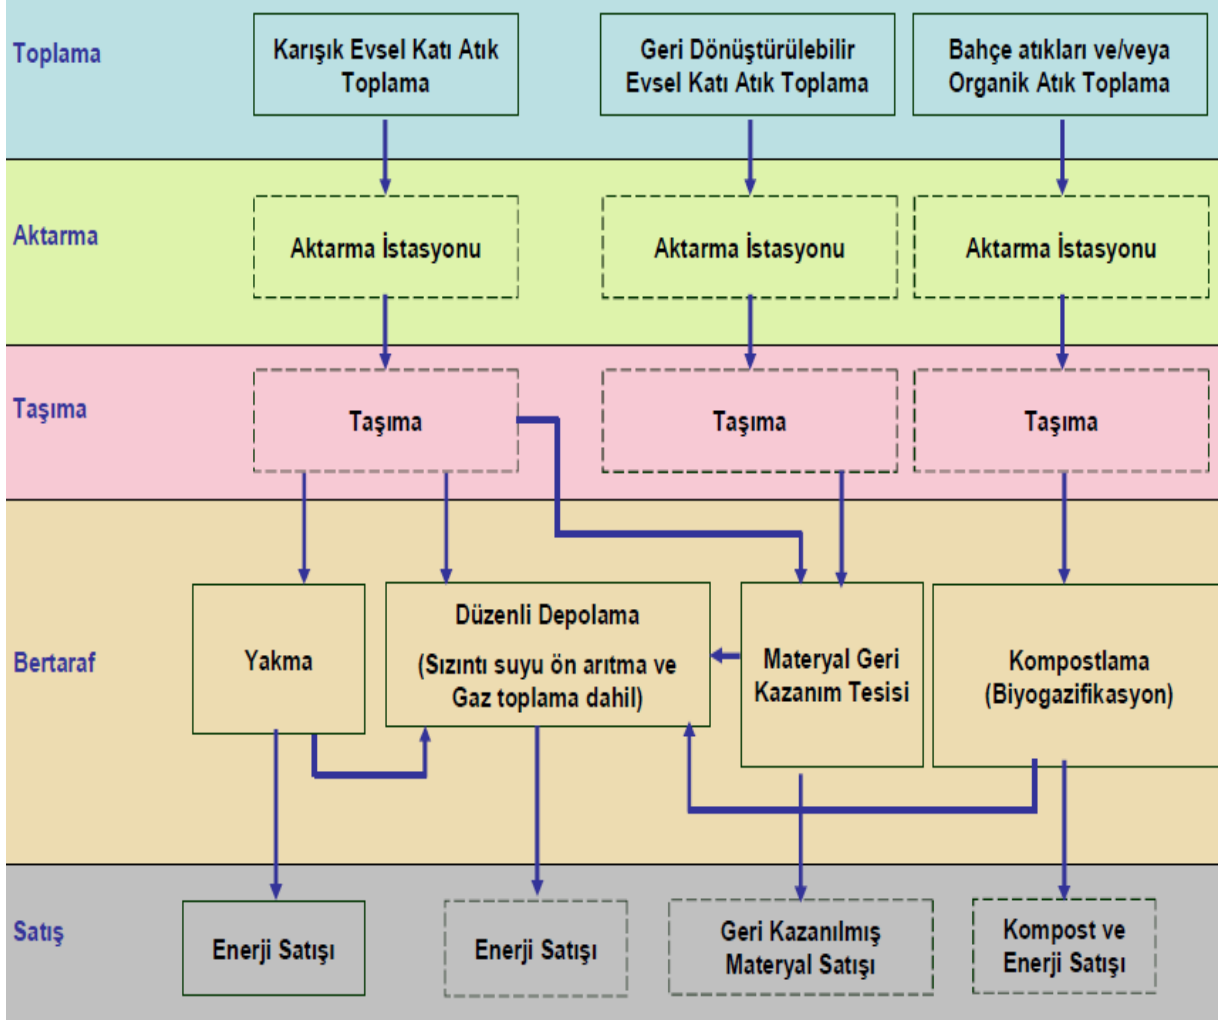 Toplama
Karışık Evsel Katı Atık
Toplama
Geri Dönüştürülebilir
Evsel Katı Atık Toplama
Bahçe atıkları ve/veya
Organik Atık Toplama
Aktarma
Aktarma İstasyonu
Aktarma İstasyonu
Aktarma İstasyonu
Taşıma
Taşıma
Taşıma
Taşıma
Bertaraf
Yakma
Düzenli Depolama
(Sızıntı suyu ön arıtma ve
Gaz toplama dahil)
Materyal Geri
Kazanım Tesisi
Kompostlama
(Biyogazifikasyon)
Satış
Enerji Satışı
Enerji Satışı
Geri Kazanılmış
Materyal Satışı
Kompost ve
Enerji Satışı